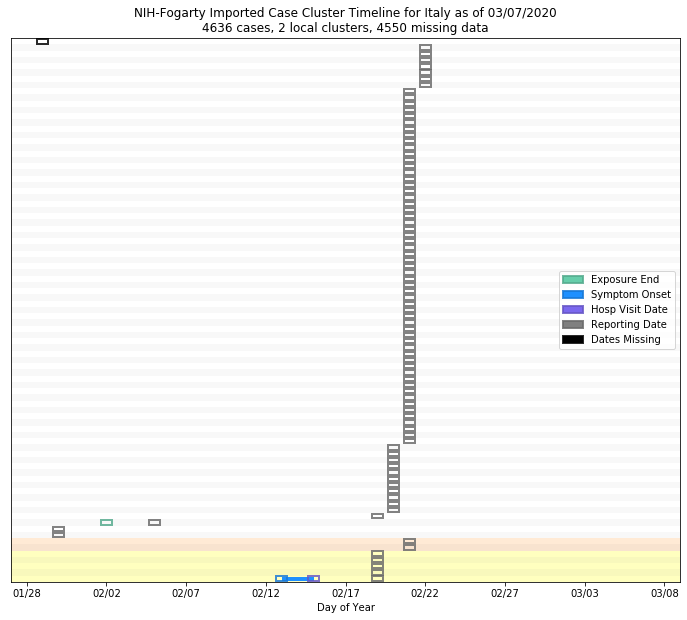 NIH-Fogarty Imported Case Cluster Timeline for Italy as of 03/07/2020
4636 cases, 2 local clusters, 4550 missing data
Exposure End
Symptom Onset
Hosp Visit Date
Reporting Date
Dates Missing
01/28 02/02 02/07 02/12 02/17 02/22 02/27 03/03 03/08
Day of Year